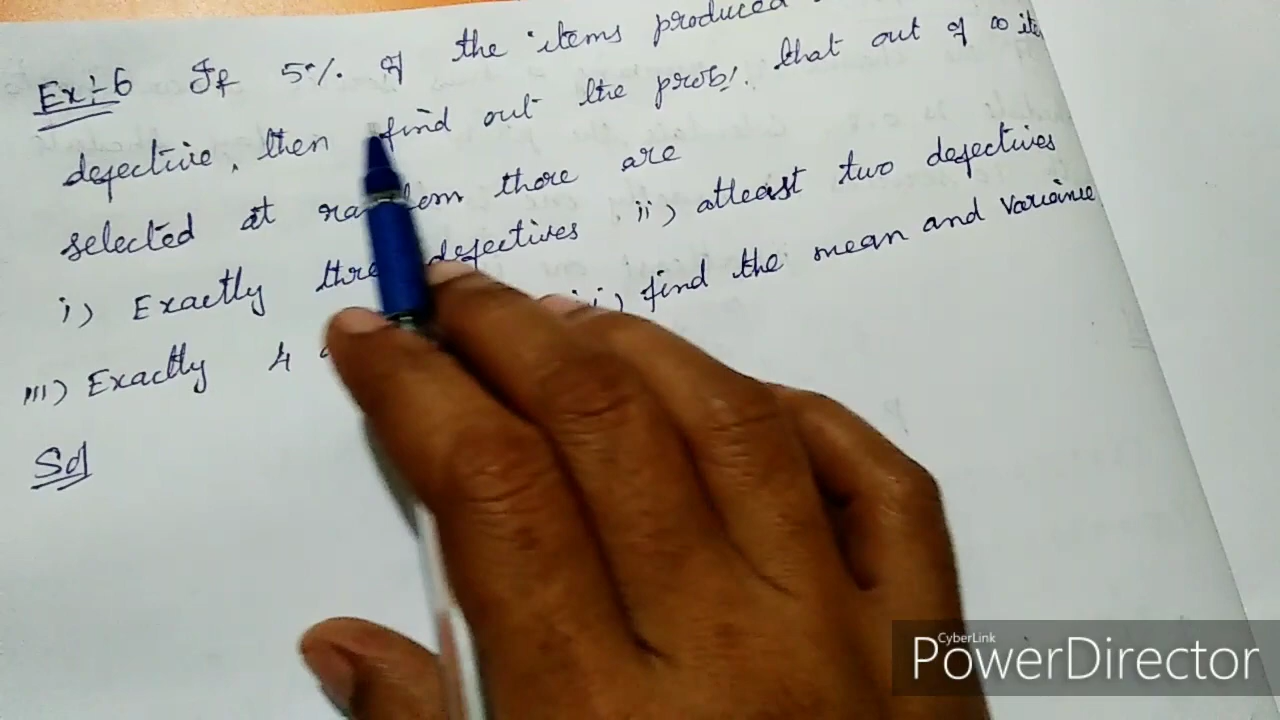 Ex:-6 If 5% of the items produced
defective, then find out the prob/. that out of
selected at random there are
i) Exactly three defectives ii) atleast two defectives
iii) Exactly 4 find the mean and variance
Sol
CyberLink
PowerDirector